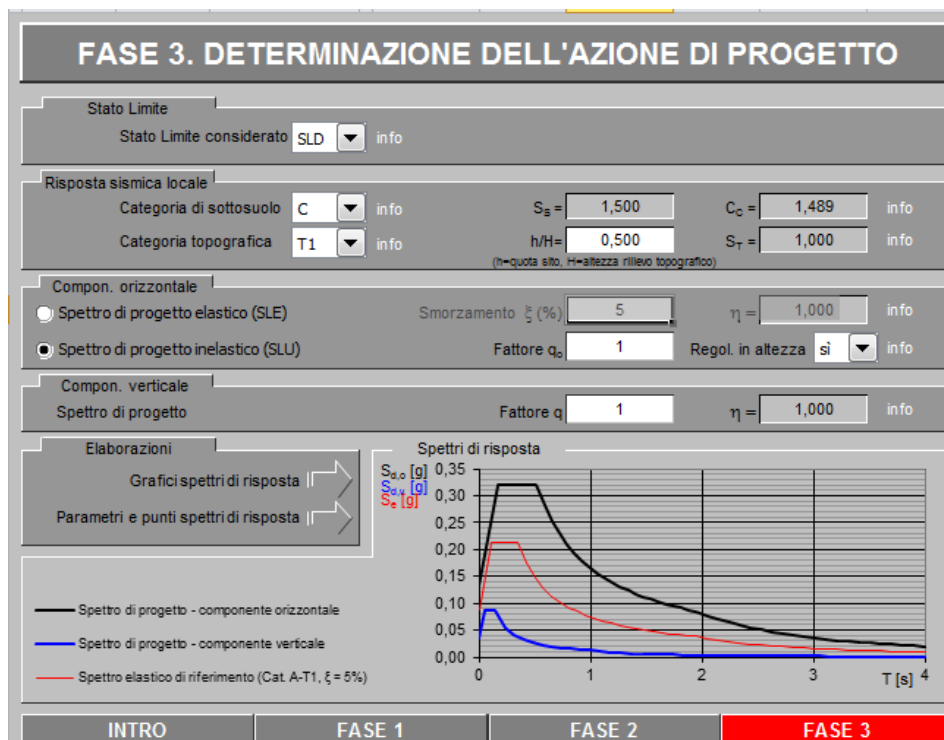 FASE 3. DETERMINAZIONE DELL'AZIONE DI PROGETTO
Stato Limite
Stato Limite considerato SLD info
Risposta sismica locale
Categoria di sottosuolo C info SS = 1,500 CC = 1,489 info
Categoria topografica T1 info h/H= 0,500 ST = 1,000 info
(h=quota sito, H=altezza rilievo topografico)
Compon. orizzontale
Spettro di progetto elastico (SLE) Smorzamento ξ (%) 5 η = 1,000 info
Spettro di progetto inelastico (SLU) Fattore qo 1 Regol. in altezza sì info
Compon. verticale
Spettro di progetto Fattore q 1 η = 1,000 info
Elaborazioni
Grafici spettri di risposta
Parametri e punti spettri di risposta
Spettri di risposta
Sd,o [g]
Sd,v [g]
Se [g]
0,35
0,30
0,25
0,20
0,15
0,10
0,05
0,00
0 1 2 3 T [s] 4
Spettro di progetto - componente orizzontale
Spettro di progetto - componente verticale
Spettro elastico di riferimento (Cat. A-T1, ξ = 5%)
INTRO FASE 1 FASE 2 FASE 3